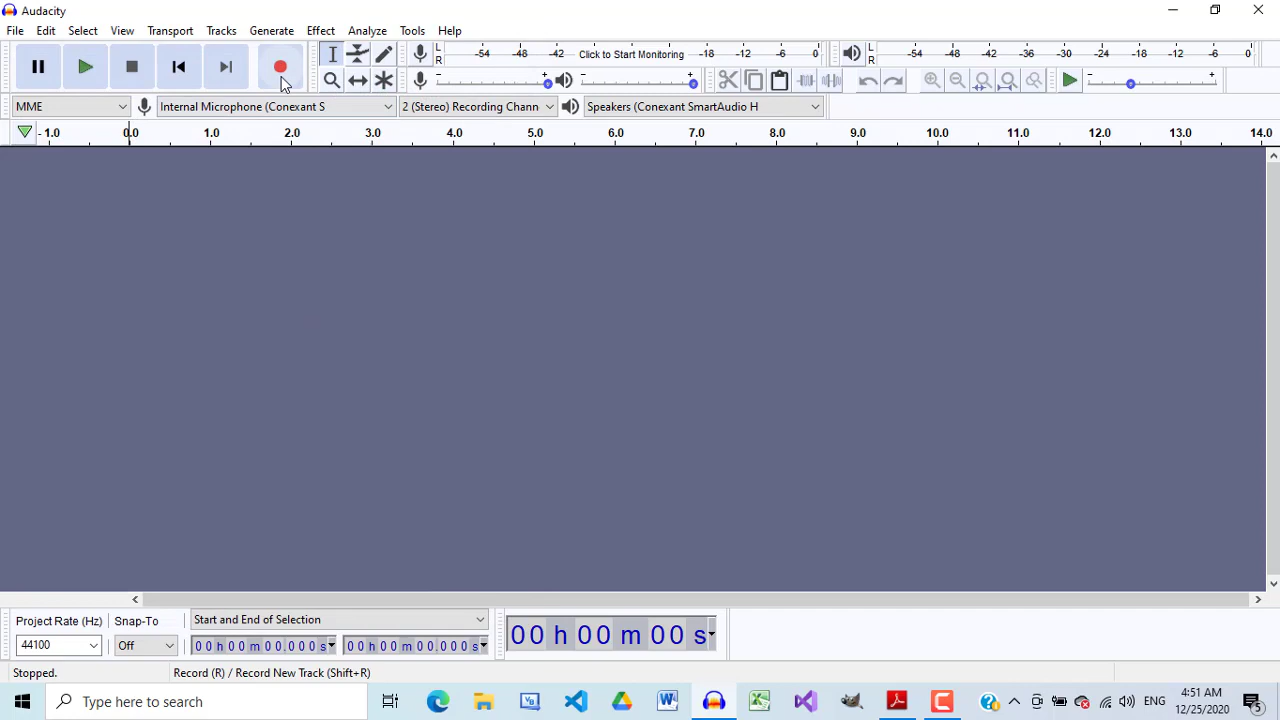 Audacity
File Edit Select View Transport Tracks Generate Effect Analyze Tools Help
L R -54 -48 -42 Click to Start Monitoring -18 -12 -6 0 L R -54 -48 -42 -36 -30 -24 -18 -12 -6 0
MME Internal Microphone (Conexant S 2 (Stereo) Recording Chann Speakers (Conexant SmartAudio H
-1.0 0.0 1.0 2.0 3.0 4.0 5.0 6.0 7.0 8.0 9.0 10.0 11.0 12.0 13.0 14.0
Project Rate (Hz) Snap-To Start and End of Selection
44100 Off 00 h 00 m 00.000 s 00 h 00 m 00.000 s 00 h 00 m 00 s
Stopped. Record (R) / Record New Track (Shift+R)
Type here to search ENG 4:51 AM
12/25/2020 5